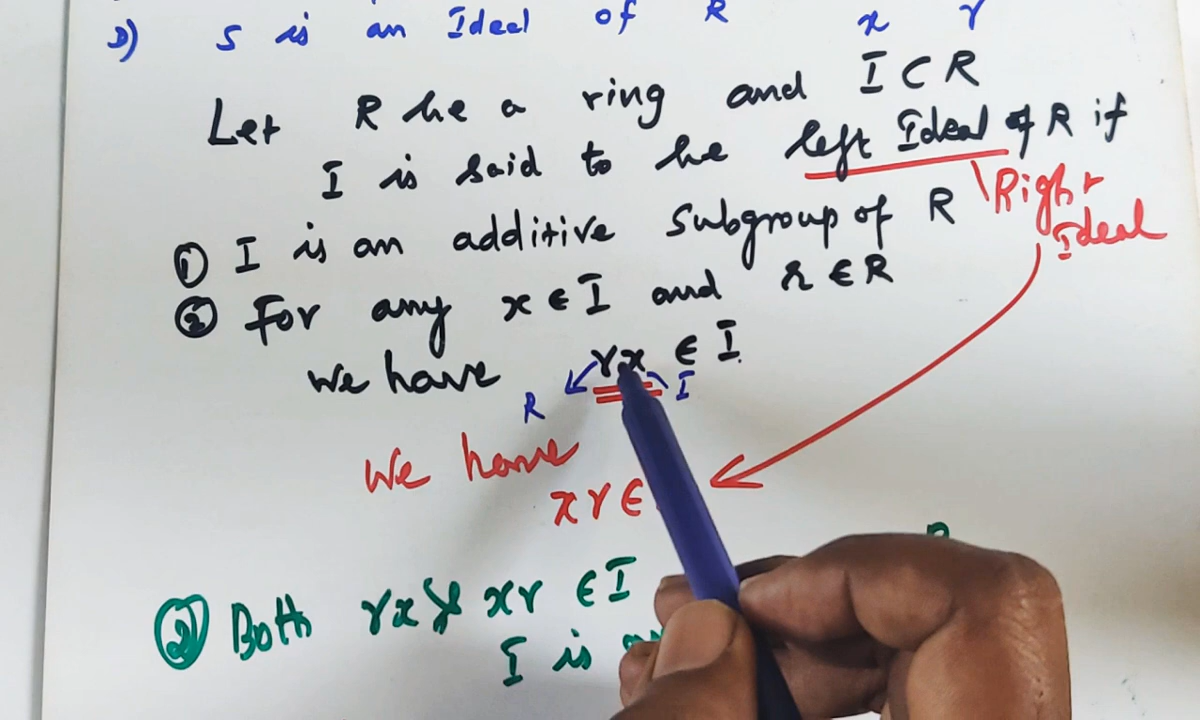 2) S is an Ideal of R x r
Let R be a ring and I ⊂ R
I is said to be left Ideal of R if
\ Right Ideal
① I is an additive subgroup of R
② For any x ∈ I and r ∈ R
We have rx ∈ I
R I
We have
xr ∈
② Both rx & xr ∈ I
I is